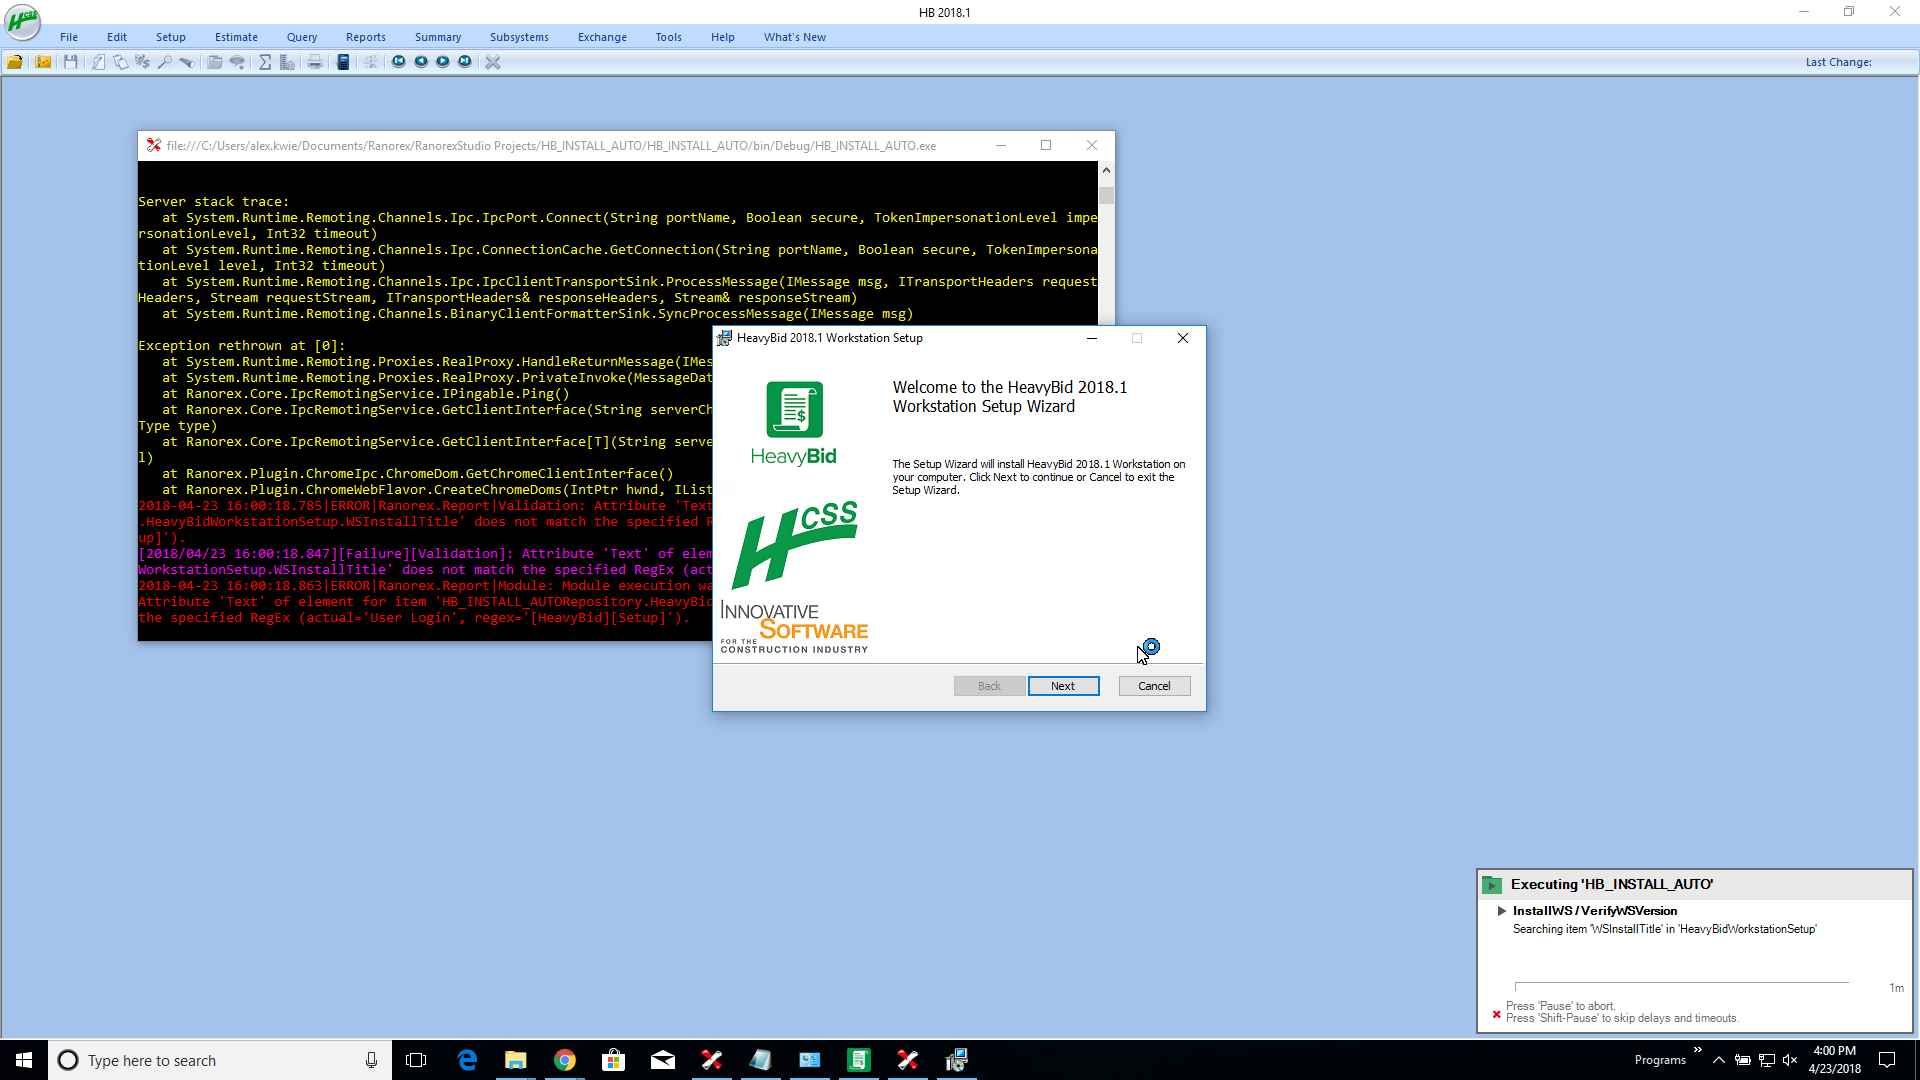 HB 2018.1
File Edit Setup Estimate Query Reports Summary Subsystems Exchange Tools Help What's New
Last Change:
file:///C:/Users/alex.kwie/Documents/Ranorex/RanorexStudio Projects/HB_INSTALL_AUTO/HB_INSTALL_AUTO/bin/Debug/HB_INSTALL_AUTO.exe
Server stack trace:
at System.Runtime.Remoting.Channels.Ipc.IpcPort.Connect(String portName, Boolean secure, TokenImpersonationLevel impe
rsonationLevel, Int32 timeout)
at System.Runtime.Remoting.Channels.Ipc.ConnectionCache.GetConnection(String portName, Boolean secure, TokenImpersona
tionLevel level, Int32 timeout)
at System.Runtime.Remoting.Channels.Ipc.IpcClientTransportSink.ProcessMessage(IMessage msg, ITransportHeaders request
Headers, Stream requestStream, ITransportHeaders& responseHeaders, Stream& responseStream)
at System.Runtime.Remoting.Channels.BinaryClientFormatterSink.SyncProcessMessage(IMessage msg)
Exception rethrown at [0]:
at System.Runtime.Remoting.Proxies.RealProxy.HandleReturnMessage(IMes
at System.Runtime.Remoting.Proxies.RealProxy.PrivateInvoke(MessageDat
at Ranorex.Core.IpcRemotingService.IPingable.Ping()
at Ranorex.Core.IpcRemotingService.GetClientInterface(String serverCh
Type type)
at Ranorex.Core.IpcRemotingService.GetClientInterface[T](String serve
l)
at Ranorex.Plugin.ChromeIpc.ChromeDom.GetChromeClientInterface()
at Ranorex.Plugin.ChromeWebFlavor.CreateChromeDoms(IntPtr hwnd, IList
2018-04-23 16:00:18.785|ERROR|Ranorex.Report|Validation: Attribute 'Text
.HeavyBidWorkstationSetup.WSInstallTitle' does not match the specified R
up]').
[2018/04/23 16:00:18.847][Failure][Validation]: Attribute 'Text' of elem
WorkstationSetup.WSInstallTitle' does not match the specified RegEx (act
2018-04-23 16:00:18.863|ERROR|Ranorex.Report|Module: Module execution wa
Attribute 'Text' of element for item 'HB_INSTALL_AUTORepository.HeavyBid
the specified RegEx (actual='User Login', regex='[HeavyBid][Setup]').
HeavyBid 2018.1 Workstation Setup
Welcome to the HeavyBid 2018.1
Workstation Setup Wizard
HeavyBid
The Setup Wizard will install HeavyBid 2018.1 Workstation on
your computer. Click Next to continue or Cancel to exit the
Setup Wizard.
HCSS
INNOVATIVE
SOFTWARE
FOR THE
CONSTRUCTION INDUSTRY
Back Next Cancel
Executing 'HB_INSTALL_AUTO'
InstallWS / VerifyWSVersion
Searching item 'WSInstallTitle' in 'HeavyBidWorkstationSetup'
1m
Press 'Pause' to abort.
Press 'Shift-Pause' to skip delays and timeouts.
Type here to search
Programs
4:00 PM
4/23/2018